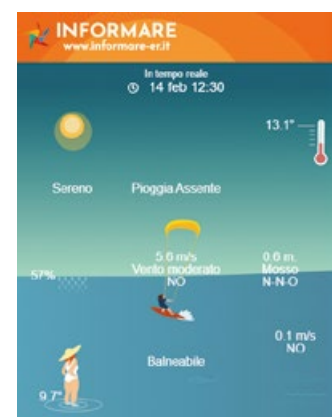 INFORMARE
www.informare-er.it
In tempo reale
14 feb 12:30
13.1°
Sereno
Pioggia Assente
5.6 m/s
Vento moderato
NO
0.6 m.
Mosso
N-N-O
57%
0.1 m/s
NO
Balneabile
9.7°